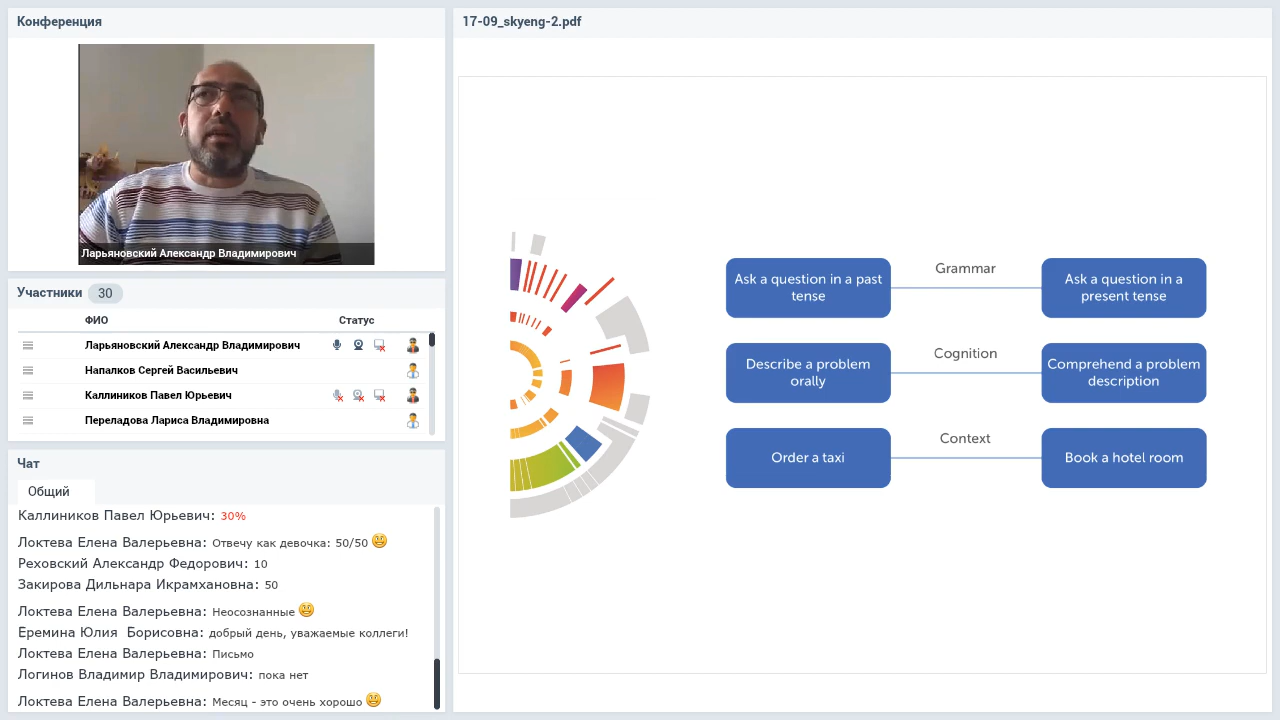 Конференция
Ларьяновский Александр Владимирович
Участники 30
ФИО Статус
Ларьяновский Александр Владимирович
Напалков Сергей Васильевич
Каллиников Павел Юрьевич
Переладова Лариса Владимировна
Чат
Общий
Каллиников Павел Юрьевич: 30%
Локтева Елена Валерьевна: Отвечу как девочка: 50/50
Реховский Александр Федорович: 10
Закирова Дильнара Икрамхановна: 50
Локтева Елена Валерьевна: Неосознанные
Еремина Юлия Борисовна: добрый день, уважаемые коллеги!
Локтева Елена Валерьевна: Письмо
Логинов Владимир Владимирович: пока нет
Локтева Елена Валерьевна: Месяц - это очень хорошо
17-09_skyeng-2.pdf
Ask a question in a past
tense
Grammar
Ask a question in a
present tense
Describe a problem
orally
Cognition
Comprehend a problem
description
Order a taxi
Context
Book a hotel room